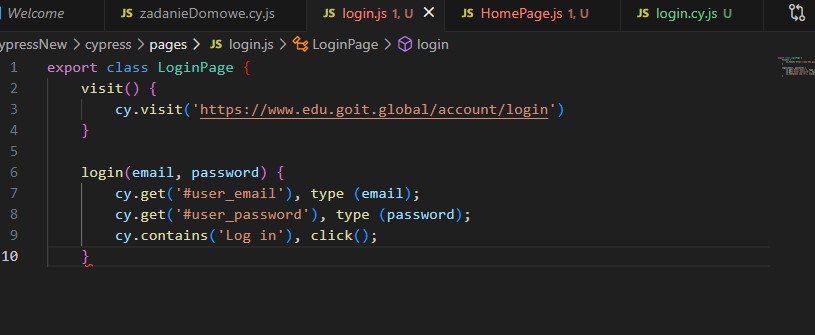 Welcome JS zadanieDomowe.cy.js JS login.js 1, U JS HomePage.js 1, U JS login.cy.js U
ypressNew > cypress > pages > JS login.js > LoginPage > login
1 export class LoginPage {
2 visit() {
3 cy.visit('https://www.edu.goit.global/account/login')
4 }
5
6 login(email, password) {
7 cy.get('#user_email'), type (email);
8 cy.get('#user_password'), type (password);
9 cy.contains('Log in'), click();
10 }